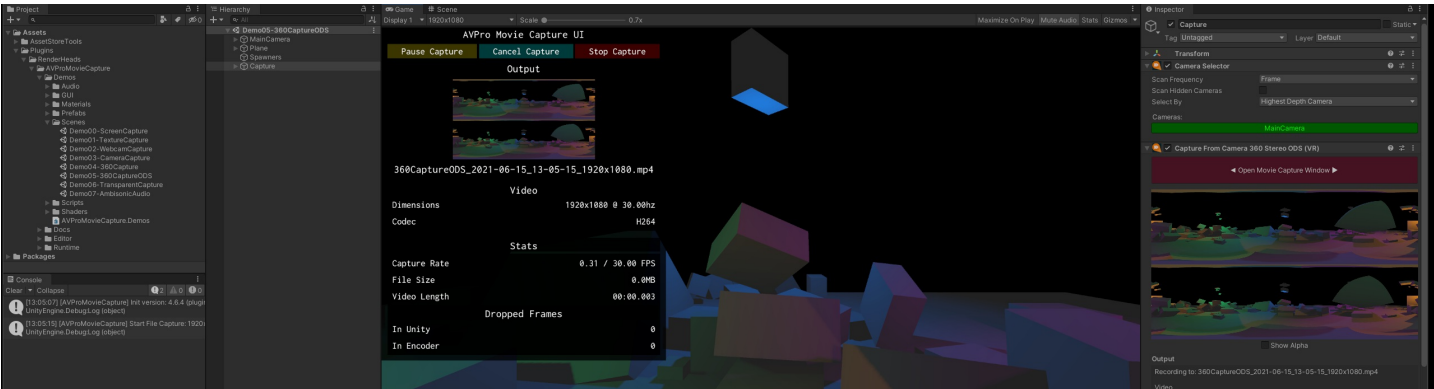 Project
Assets
AssetStoreTools
Plugins
RenderHeads
AVProMovieCapture
Demos
Audio
GUI
Materials
Prefabs
Scenes
Demo00-ScreenCapture
Demo01-TextureCapture
Demo02-WebcamCapture
Demo03-CameraCapture
Demo04-360Capture
Demo05-360CaptureODS
Demo06-TransparentCapture
Demo07-AmbisonicAudio
Scripts
Shaders
AVProMovieCapture.Demos
Docs
Editor
Runtime
Packages
Console
Clear Collapse 2 0 0
[13:05:07] [AVProMovieCapture] Init version: 4.6.4 (plugi
UnityEngine.Debug:Log (object)
[13:05:15] [AVProMovieCapture] Start File Capture: 1920x
UnityEngine.Debug:Log (object)
Hierarchy
All
Demo05-360CaptureODS
MainCamera
Plane
Spawners
Capture
Game Scene
Display 1 1920x1080 Scale 0.7x Maximize On Play Mute Audio Stats Gizmos
AVPro Movie Capture UI
Pause Capture Cancel Capture Stop Capture
Output
360CaptureODS_2021-06-15_13-05-15_1920x1080.mp4
Video
Dimensions 1920x1080 @ 30.00hz
Codec H264
Stats
Capture Rate 0.31 / 30.00 FPS
File Size 0.0MB
Video Length 00:00.003
Dropped Frames
In Unity 0
In Encoder 0
Inspector
Capture Static
Tag Untagged Layer Default
Transform
Camera Selector
Scan Frequency Frame
Scan Hidden Cameras
Select By Highest Depth Camera
Cameras:
MainCamera
Capture From Camera 360 Stereo ODS (VR)
◄ Open Movie Capture Window ►
Show Alpha
Output
Recording to: 360CaptureODS_2021-06-15_13-05-15_1920x1080.mp4
Video